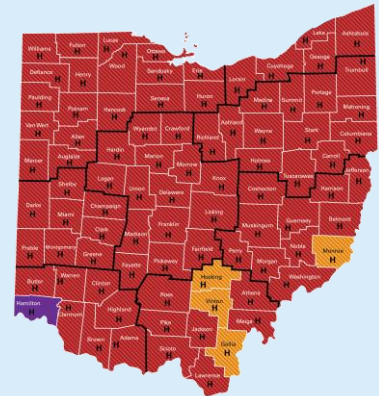 Williams
H
Fulton
H
Lucas
H
Wood
H
Ottawa
H
Sandusky
H
Erie
H
Lorain
H
Cuyahoga
H
Lake
H
Geauga
H
Ashtabula
H
Trumbull
H
Defiance
H
Henry
H
Paulding
H
Putnam
H
Hancock
H
Seneca
H
Huron
H
Medina
H
Summit
H
Portage
H
Mahoning
H
Van Wert
H
Allen
H
Wyandot
H
Crawford
H
Richland
H
Ashland
H
Wayne
H
Stark
H
Columbiana
H
Mercer
H
Auglaize
H
Hardin
H
Marion
H
Morrow
H
Holmes
H
Tuscarawas
H
Carroll
H
Jefferson
H
Shelby
H
Logan
H
Union
H
Delaware
H
Knox
H
Coshocton
H
Harrison
H
Darke
H
Miami
H
Champaign
H
Clark
H
Madison
H
Franklin
H
Licking
H
Muskingum
H
Guernsey
H
Belmont
H
Preble
H
Montgomery
H
Greene
H
Fayette
H
Pickaway
H
Fairfield
H
Perry
H
Morgan
H
Noble
H
Monroe
H
Butler
H
Warren
H
Clinton
H
Ross
H
Hocking
H
Athens
H
Washington
H
Hamilton
H
Clermont
H
Highland
H
Pike
H
Vinton
H
Jackson
H
Meigs
H
Brown
H
Adams
H
Scioto
H
Gallia
H
Lawrence
H